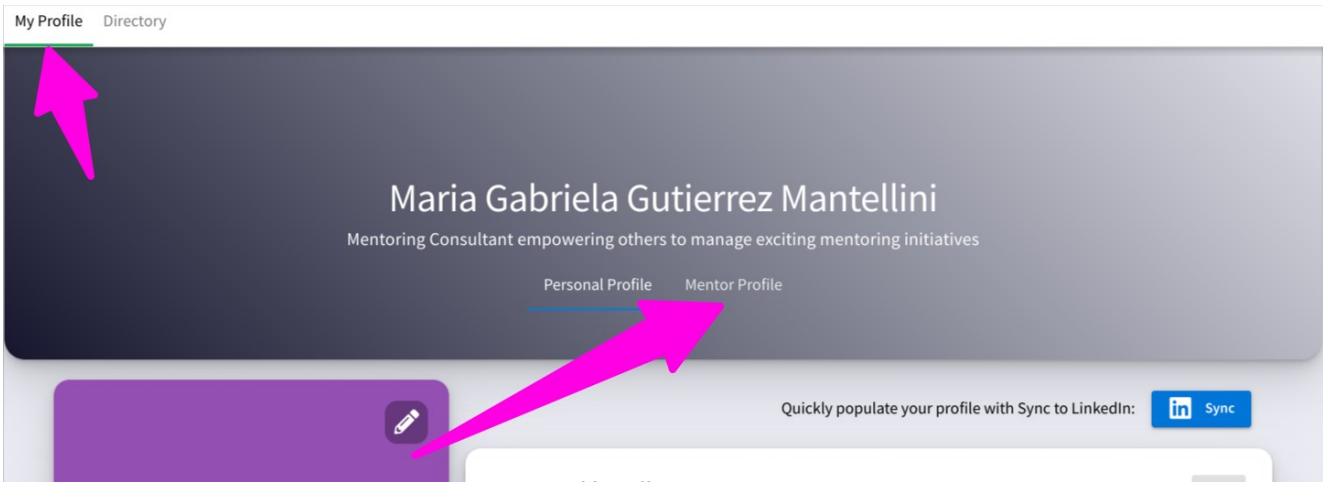 My Profile Directory
Maria Gabriela Gutierrez Mantellini
Mentoring Consultant empowering others to manage exciting mentoring initiatives
Personal Profile Mentor Profile
Quickly populate your profile with Sync to LinkedIn: in Sync